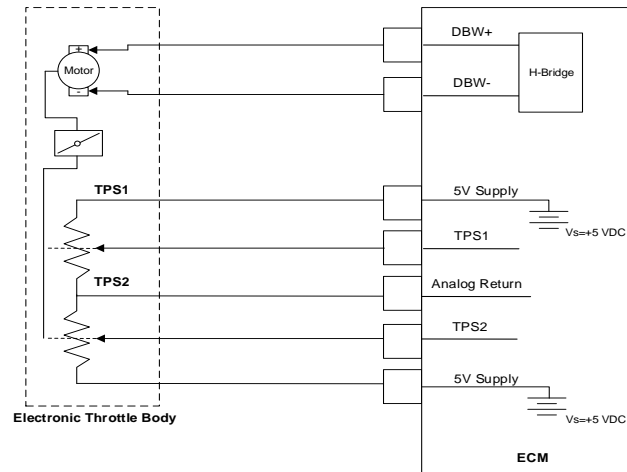 DBW+
+
Motor
H-Bridge
DBW-
-
TPS1
5V Supply
Vs=+5 VDC
TPS1
TPS2
Analog Return
TPS2
5V Supply
Electronic Throttle Body
Vs=+5 VDC
ECM